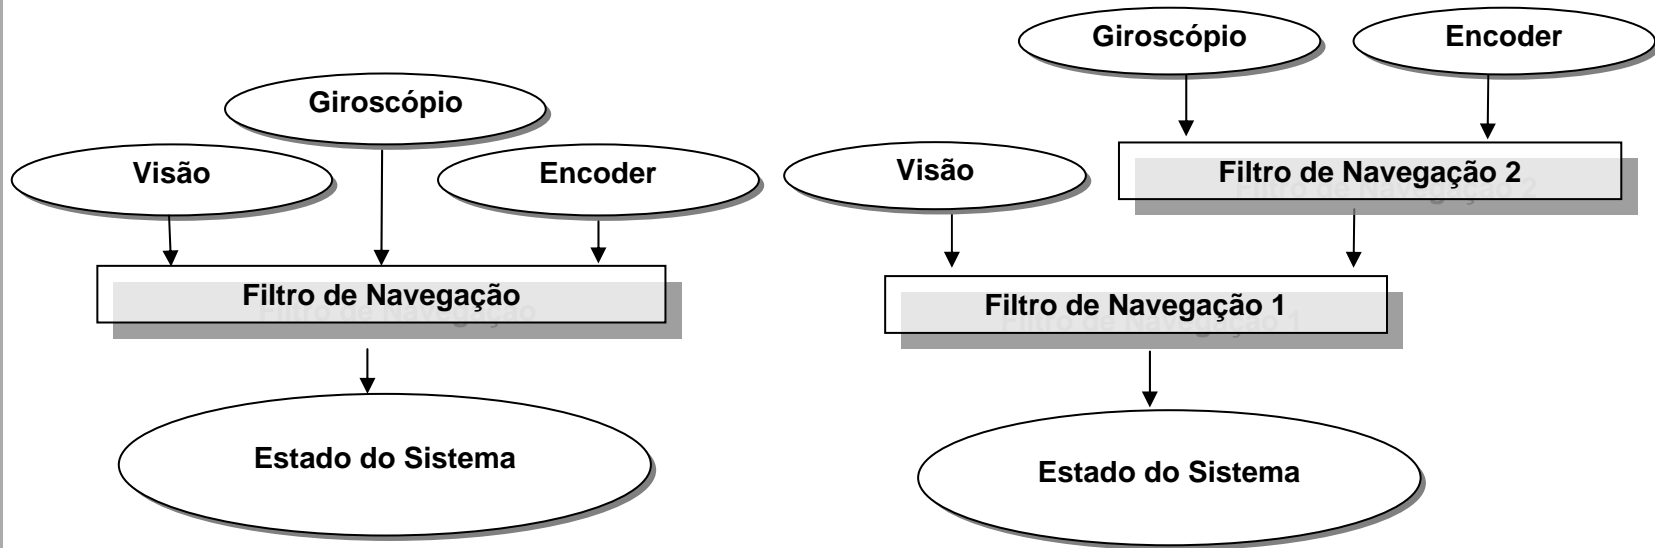 Giroscópio
Visão
Encoder
Filtro de Navegação
Estado do Sistema
Giroscópio
Encoder
Visão
Filtro de Navegação 2
Filtro de Navegação 1
Estado do Sistema